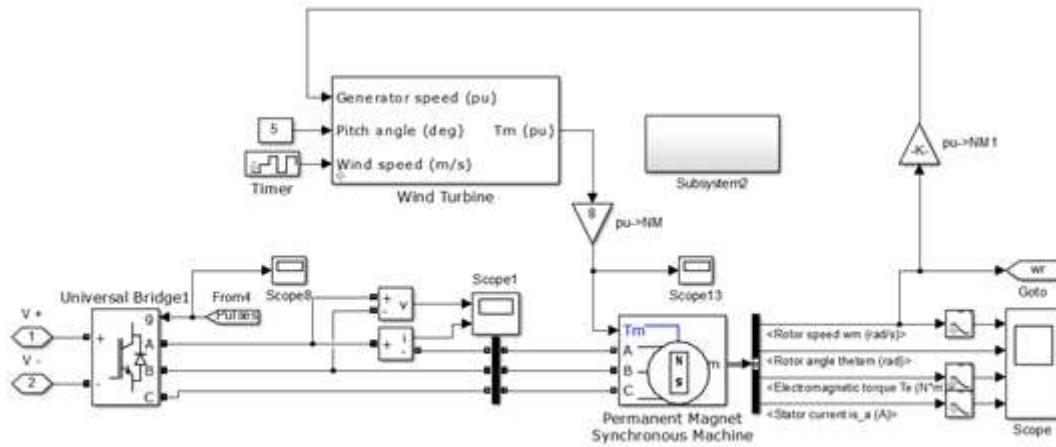 Generator speed (pu)
Pitch angle (deg)
Tm (pu)
Wind speed (m/s)
5
Timer
Wind Turbine
-K-
pu->NM1
Subsystem2
8
pu->NM
Scope1
Scope8
Scope13
wr
Goto
Universal Bridge1
From4
Pulses
V +
1
V -
2
+
-
g
A
B
C
+
-
v
+
i
-
Tm
A
B
C
N
S
m
<Rotor speed wm (rad/s)>
<Rotor angle thetam (rad)>
<Electromagnetic torque Te (N*m
<Stator current is_a (A)>
Permanent Magnet
Synchronous Machine
Scope